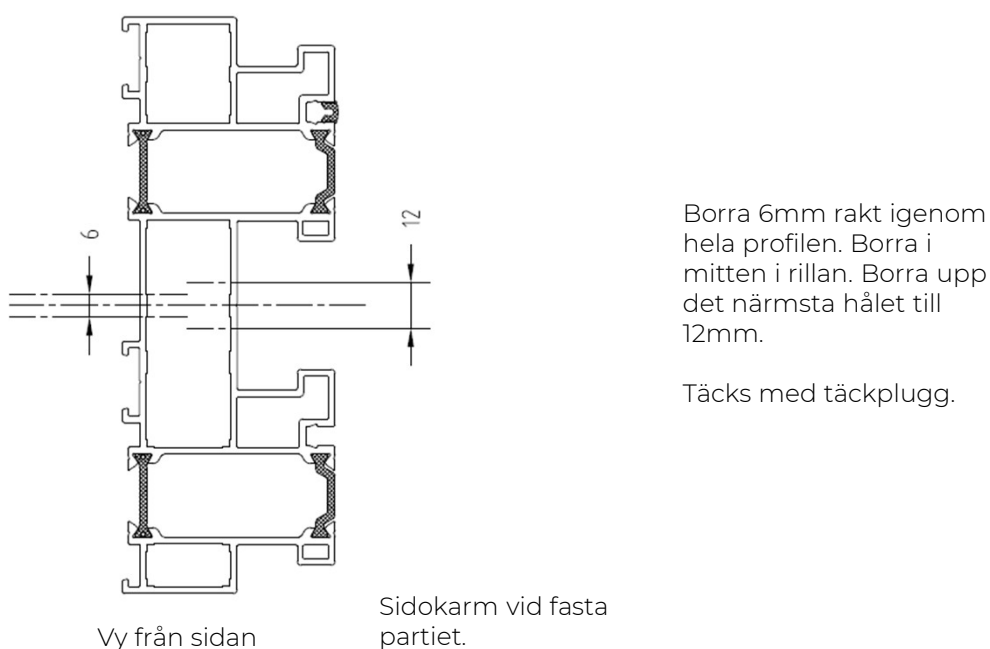 6
12
Borra 6mm rakt igenom
hela profilen. Borra i
mitten i rillan. Borra upp
det närmsta hålet till
12mm.
Täcks med täckplugg.
Sidokarm vid fasta
partiet.
Vy från sidan